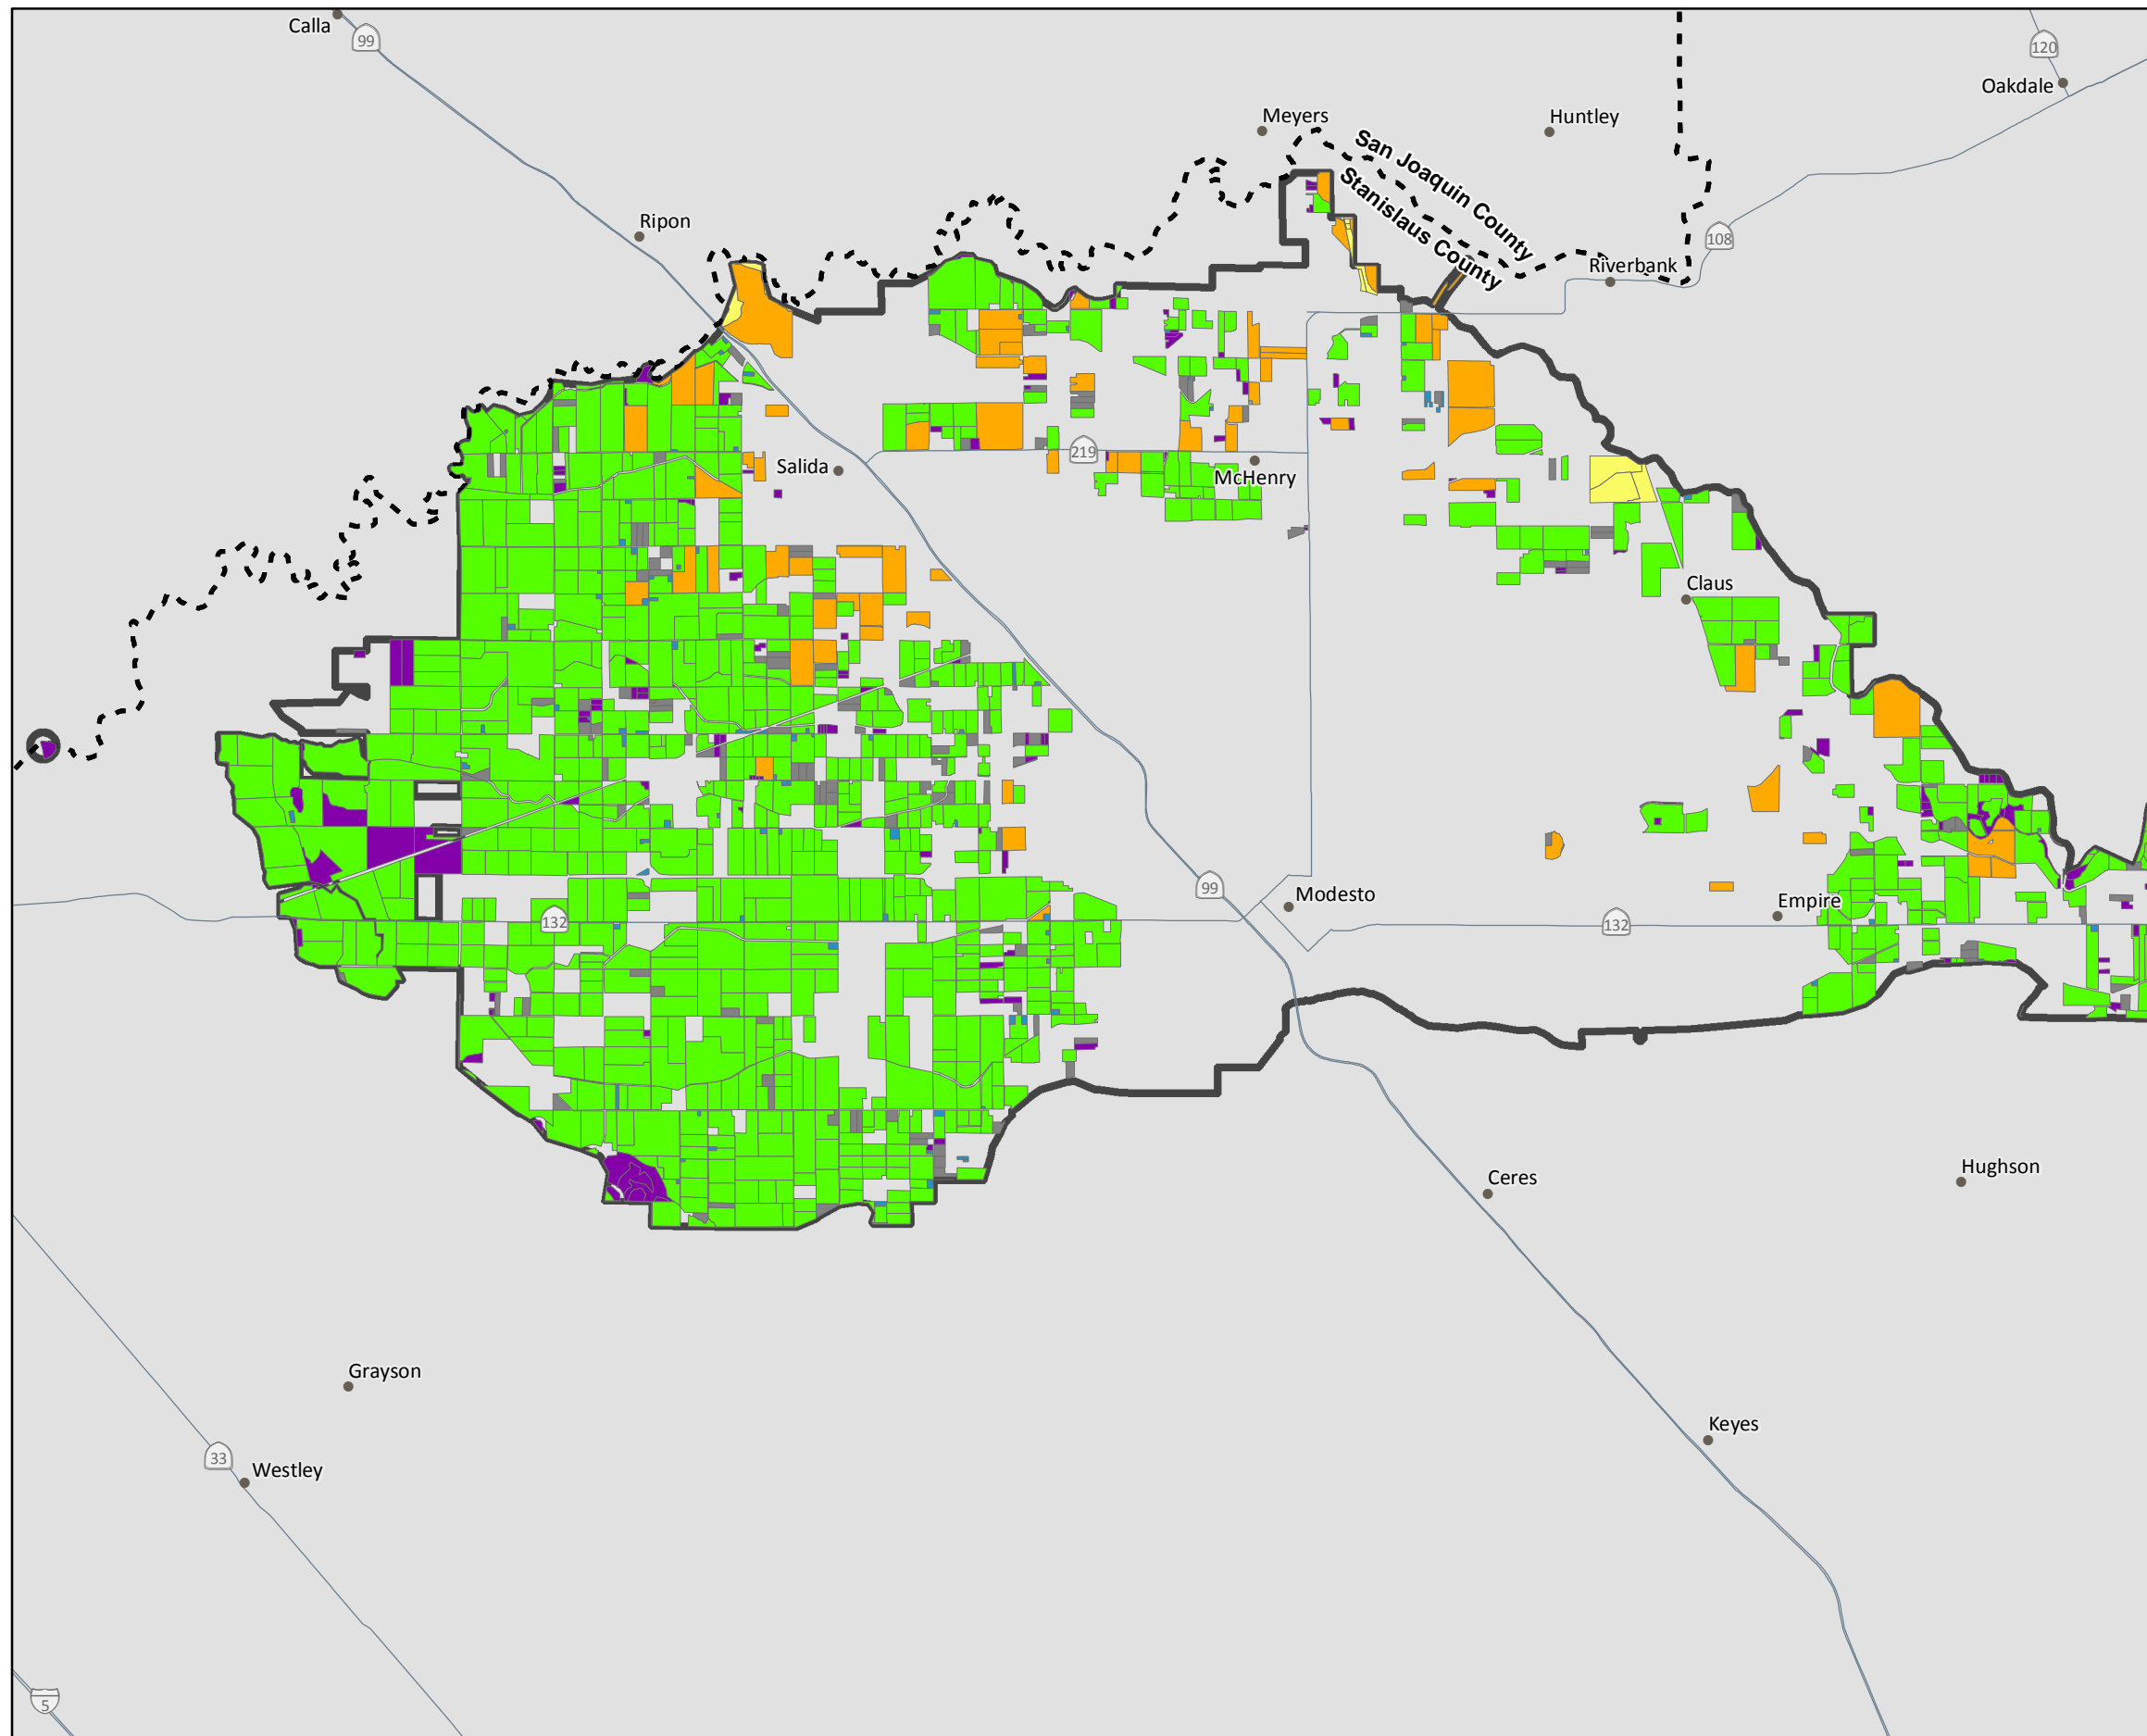 Calla
99
120
Oakdale
Meyers
Huntley
San Joaquin County
Stanislaus County
Ripon
108
Riverbank
219
Salida
McHenry
Claus
99
Modesto
132
Empire
132
Ceres
Hughson
Grayson
Keyes
33
Westley
5